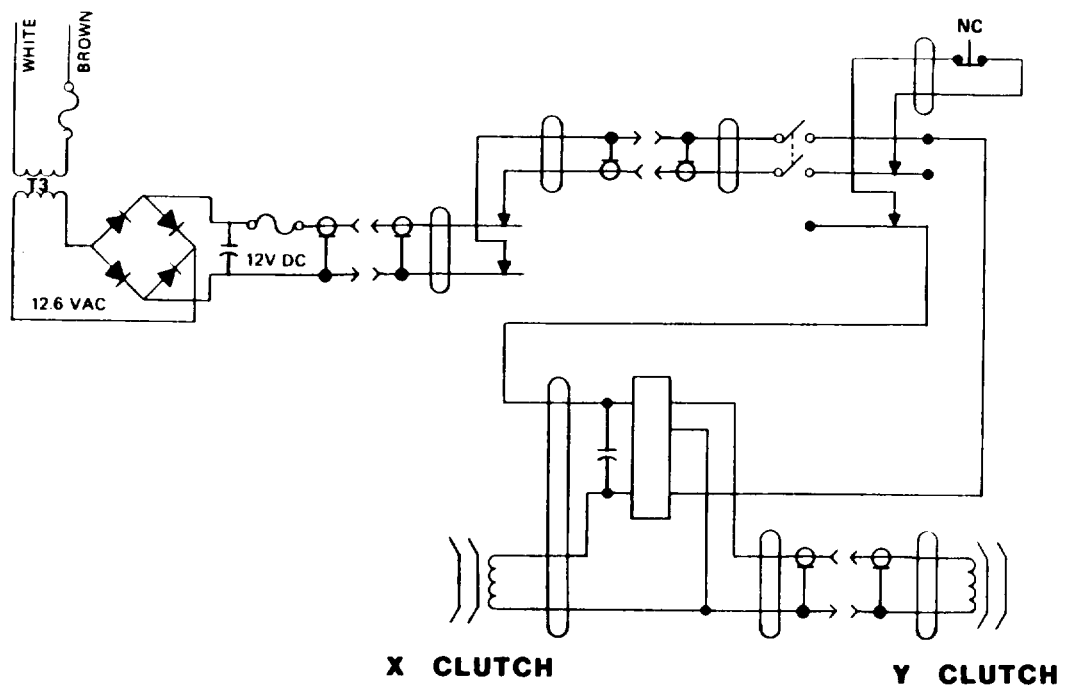 WHITE
BROWN
NC
T3
12V DC
12.6 VAC
X CLUTCH
Y CLUTCH